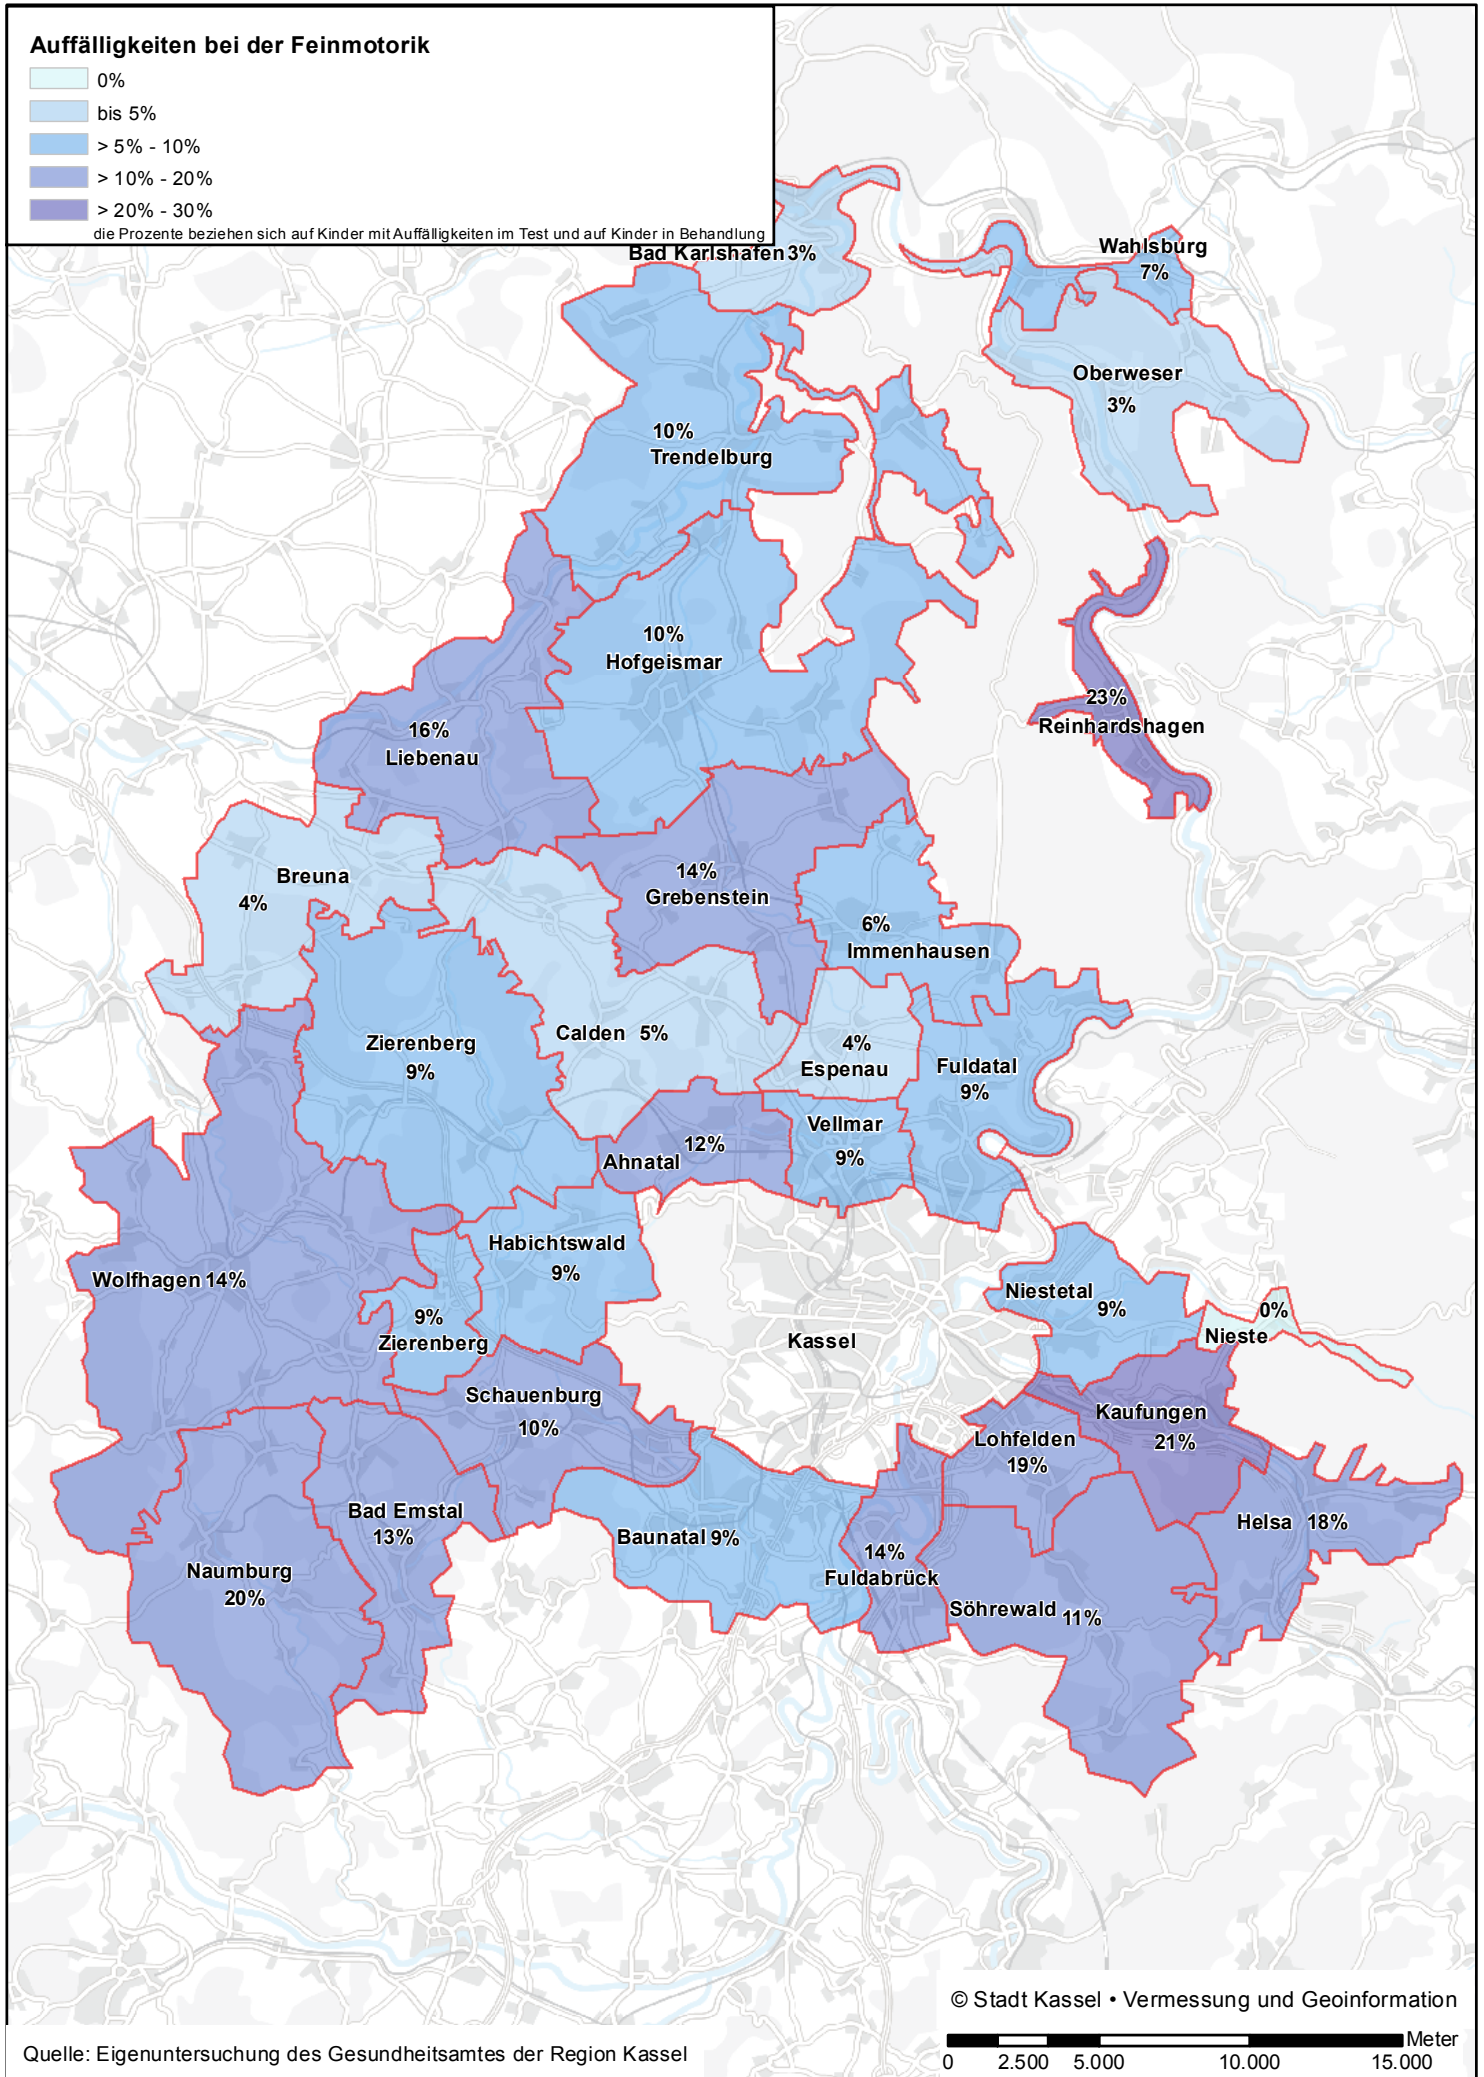 Auffälligkeiten bei der Feinmotorik
0%
bis 5%
> 5% - 10%
> 10% - 20%
> 20% - 30%
die Prozente beziehen sich auf Kinder mit Auffälligkeiten im Test und auf Kinder in Behandlung
Bad Karlshafen 3%
Wahlsburg
7%
Oberweser
3%
10%
Trendelburg
10%
Hofgeismar
23%
Reinhardshagen
16%
Liebenau
Breuna
4%
14%
Grebenstein
6%
Immenhausen
Zierenberg
9%
Calden 5%
4%
Espenau
Fuldatal
9%
Vellmar
9%
12%
Ahnatal
Habichtswald
9%
Wolfhagen 14%
9%
Zierenberg
Kassel
Niestetal
9%
0%
Nieste
Schauenburg
10%
Kaufungen
21%
Lohfelden
19%
Bad Emstal
13%
Baunatal 9%
Helsa 18%
14%
Fuldabrück
Naumburg
20%
Söhrewald 11%
© Stadt Kassel • Vermessung und Geoinformation
Quelle: Eigenuntersuchung des Gesundheitsamtes der Region Kassel
Meter
0 2.500 5.000 10.000 15.000